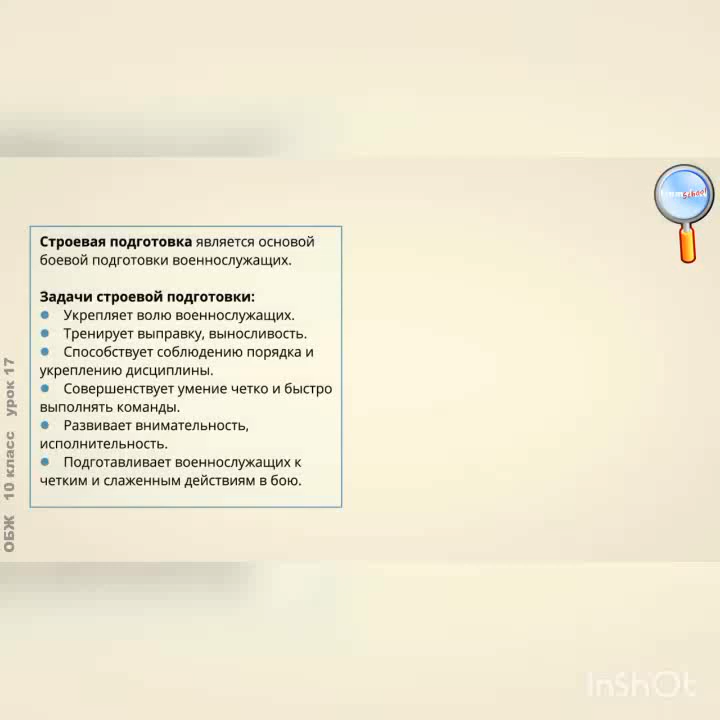 Строевая подготовка является основой
боевой подготовки военнослужащих.
Задачи строевой подготовки:
Укрепляет волю военнослужащих.
Тренирует выправку, выносливость.
Способствует соблюдению порядка и
укреплению дисциплины.
Совершенствует умение четко и быстро
выполнять команды.
Развивает внимательность,
исполнительность.
Подготавливает военнослужащих к
четким и слаженным действиям в бою.
ОБЖ 10 класс урок 17
School
InShOt